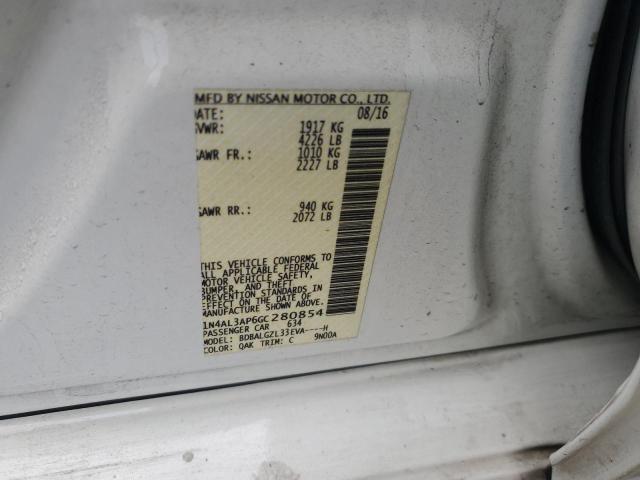 MFD BY NISSAN MOTOR CO., LTD.
DATE: 08/16
GVWR: 1917 KG
4226 LB
GAWR FR.: 1010 KG
2227 LB
GAWR RR.: 940 KG
2072 LB
THIS VEHICLE CONFORMS TO
ALL APPLICABLE FEDERAL
MOTOR VEHICLE SAFETY,
BUMPER, AND THEFT
PREVENTION STANDARDS IN
EFFECT ON THE DATE OF
MANUFACTURE SHOWN ABOVE.
1N4AL3AP6GC280854
PASSENGER CAR 634
MODEL: BDBALGZL33EVA----H
COLOR: QAK TRIM: C 9N00A